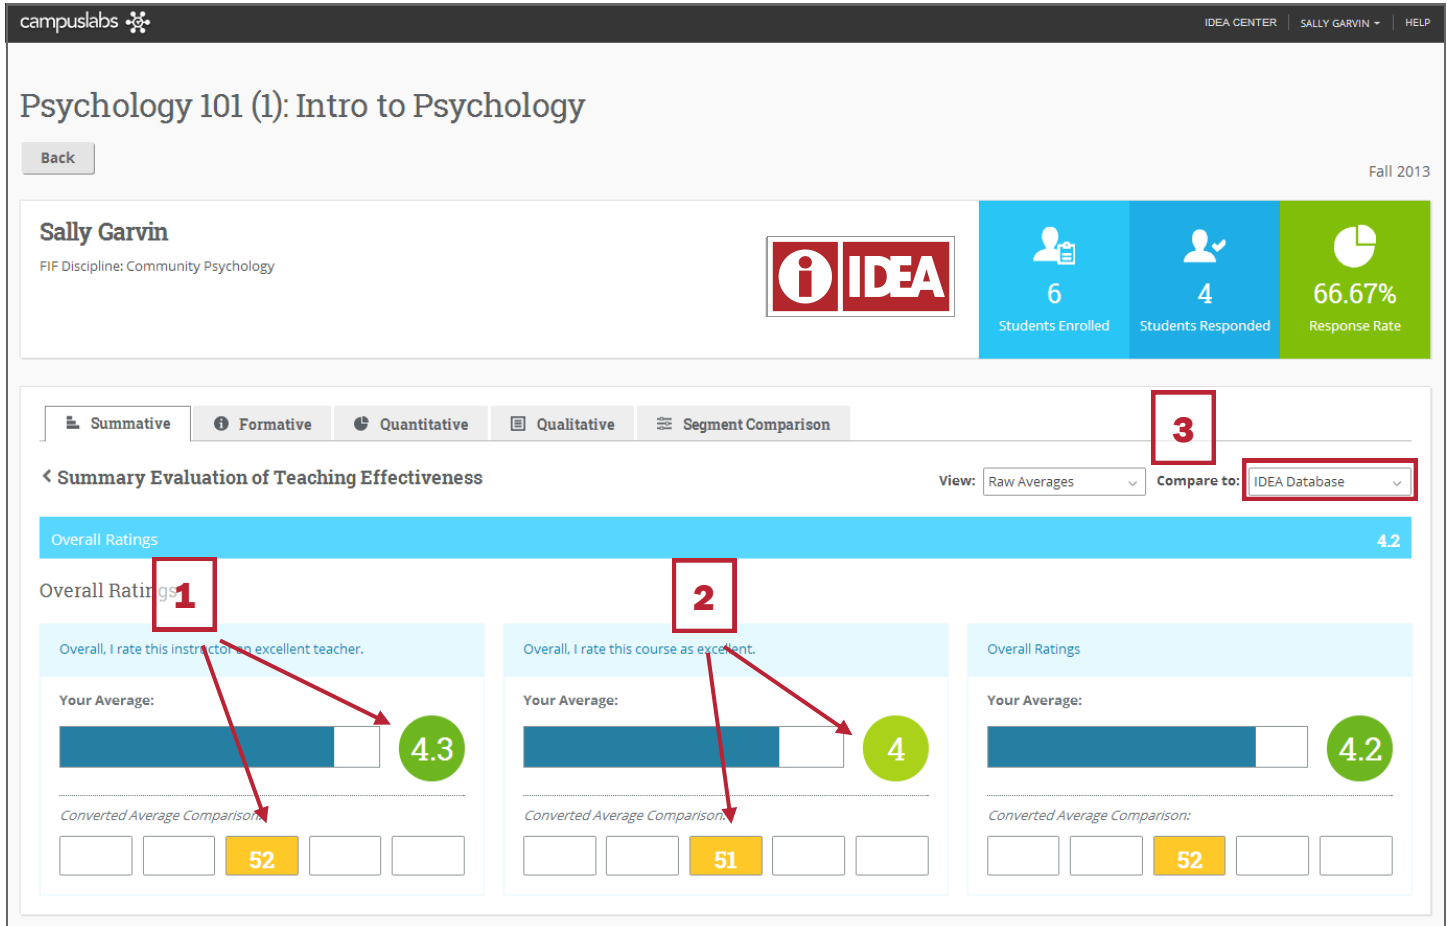 campuslabs
IDEA CENTER
SALLY GARVIN
HELP
Psychology 101 (1): Intro to Psychology
Back
Fall 2013
Sally Garvin
FIF Discipline: Community Psychology
i IDEA
6
Students Enrolled
4
Students Responded
66.67%
Response Rate
Summative
Formative
Quantitative
Qualitative
Segment Comparison
3
Summary Evaluation of Teaching Effectiveness
View: Raw Averages
Compare to: IDEA Database
Overall Ratings 4.2
Overall Ratings
1
2
Overall, I rate this instructor an excellent teacher.
Your Average:
4.3
Converted Average Comparison:
52
Overall, I rate this course as excellent.
Your Average:
4
Converted Average Comparison:
51
Overall Ratings
Your Average:
4.2
Converted Average Comparison:
52